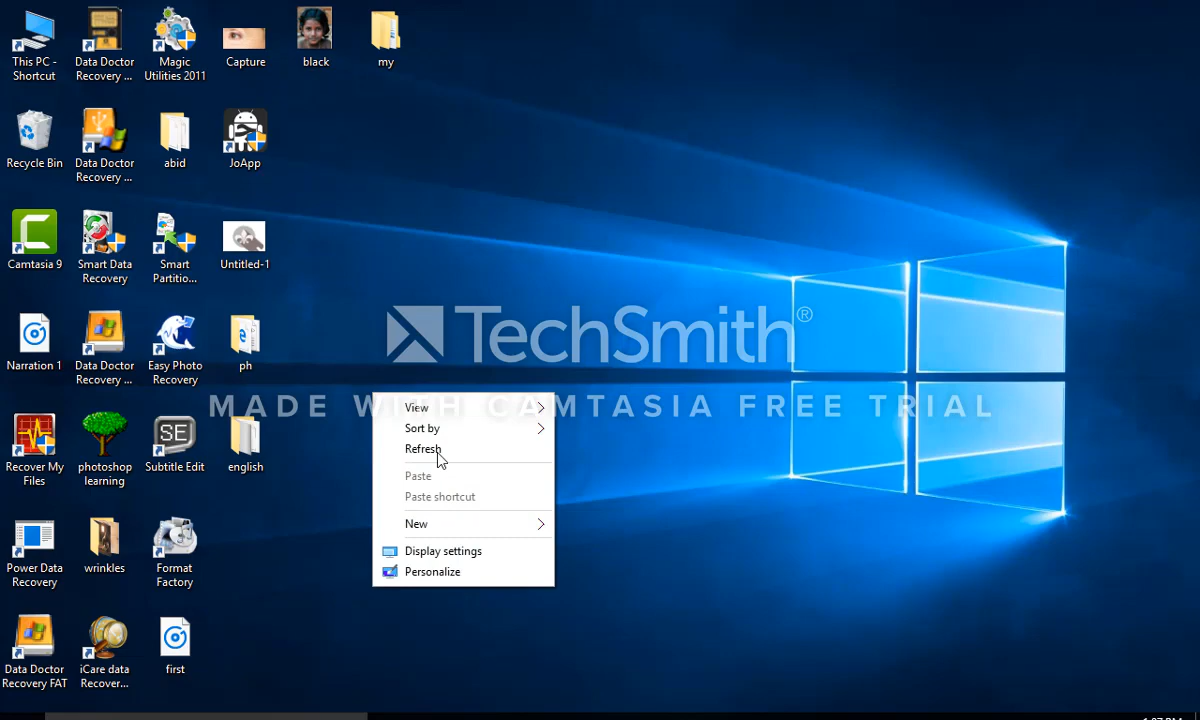 This PC -
Shortcut
Data Doctor
Recovery ...
Magic
Utilities 2011
Capture
black
my
Recycle Bin
Data Doctor
Recovery ...
abid
JoApp
Camtasia 9
Smart Data
Recovery
Smart
Partitio...
Untitled-1
Narration 1
Data Doctor
Recovery ...
Easy Photo
Recovery
ph
Recover My
Files
photoshop
learning
SE
Subtitle Edit
english
Power Data
Recovery
wrinkles
Format
Factory
Data Doctor
Recovery FAT
iCare data
Recover...
first
TechSmith®
MADE WITH CAMTASIA FREE TRIAL
View
Sort by
Refresh
Paste
Paste shortcut
New
Display settings
Personalize